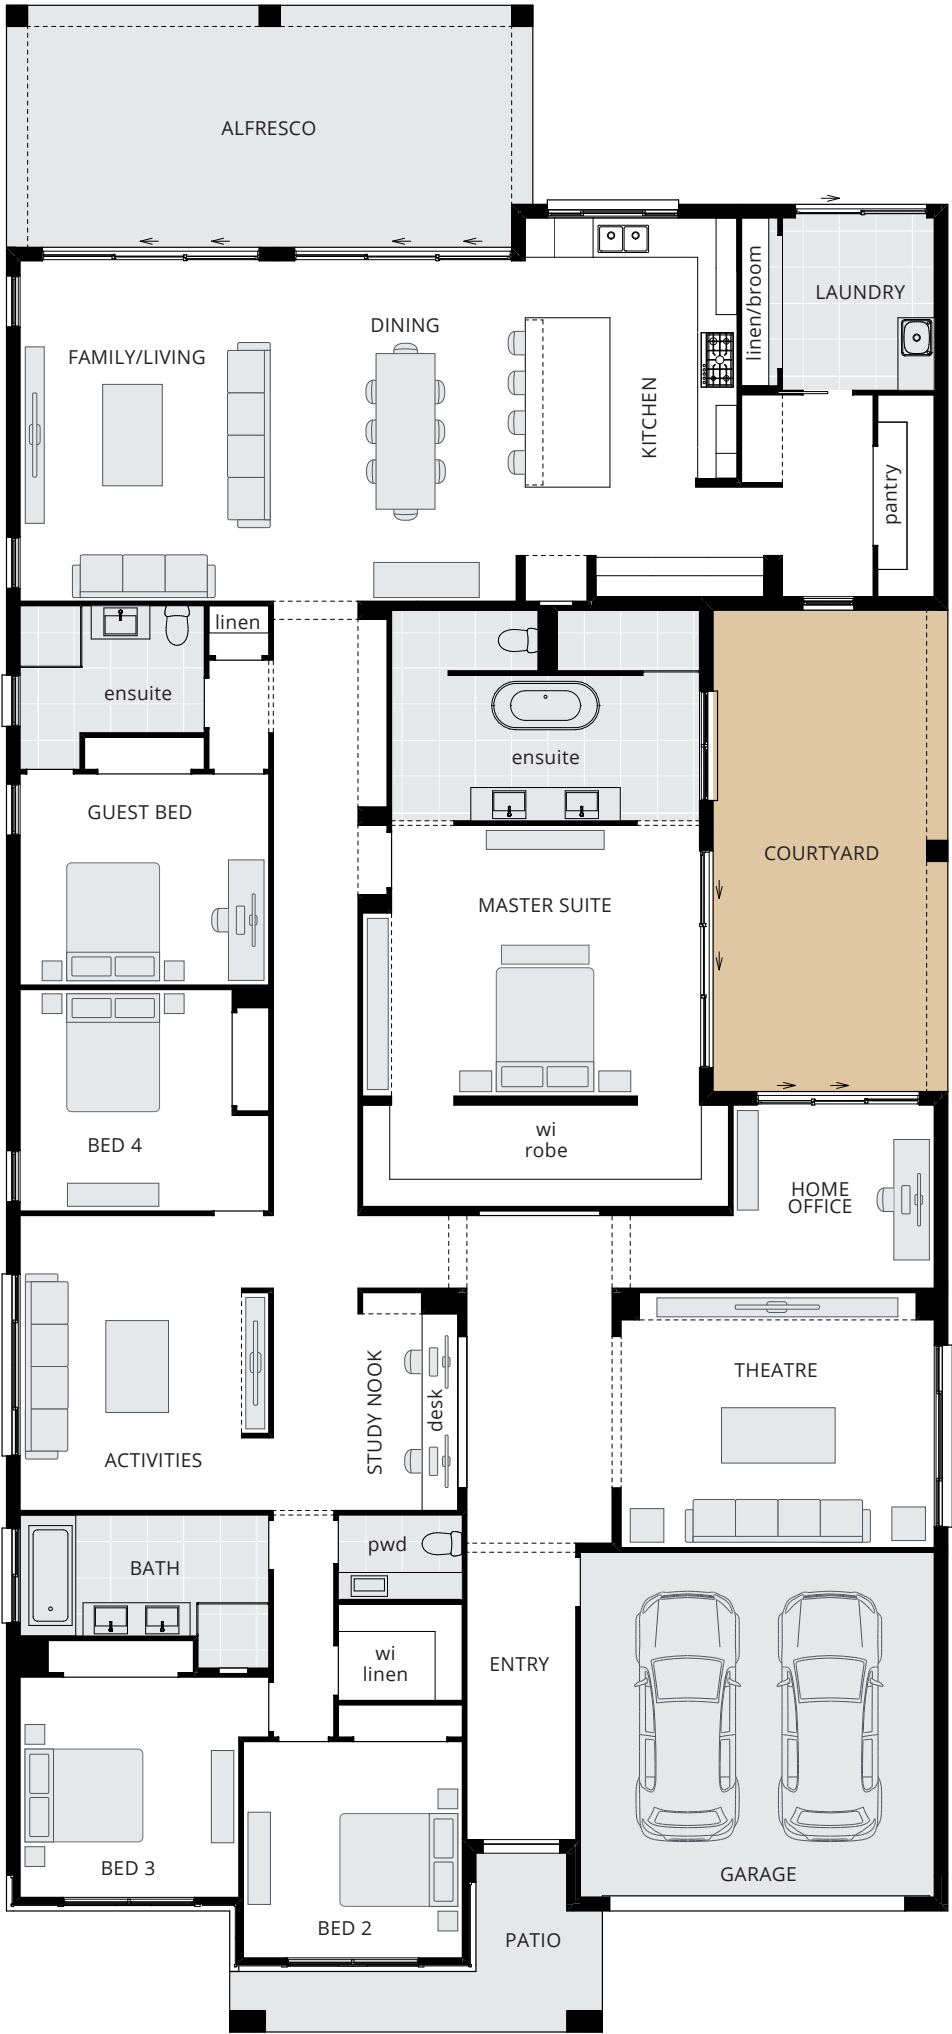 ALFRESCO
linen/broom
LAUNDRY
DINING
FAMILY/LIVING
KITCHEN
pantry
linen
ensuite
ensuite
GUEST BED
COURTYARD
MASTER SUITE
wi
robe
BED 4
HOME
OFFICE
THEATRE
STUDY NOOK
desk
ACTIVITIES
pwd
BATH
wi
linen
ENTRY
BED 3
GARAGE
BED 2
PATIO